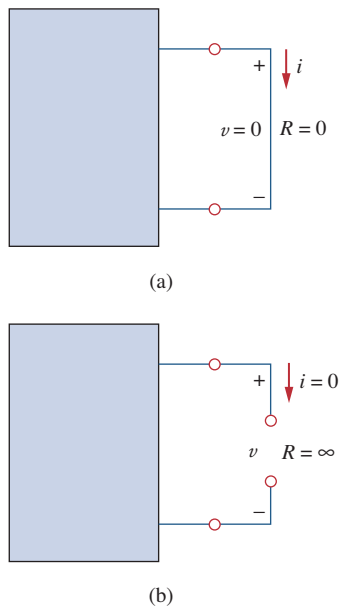 + i
v = 0 R = 0
−
(a)
+ i = 0
v R = ∞
−
(b)